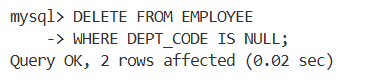 mysql> DELETE FROM EMPLOYEE
    -> WHERE DEPT_CODE IS NULL;
Query OK, 2 rows affected (0.02 sec)